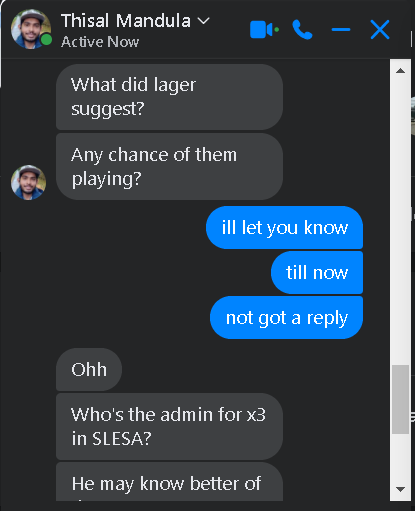 Thisal Mandula
Active Now
What did lager
suggest?
Any chance of them
playing?
ill let you know
till now
not got a reply
Ohh
Who's the admin for x3
in SLESA?
He may know better of